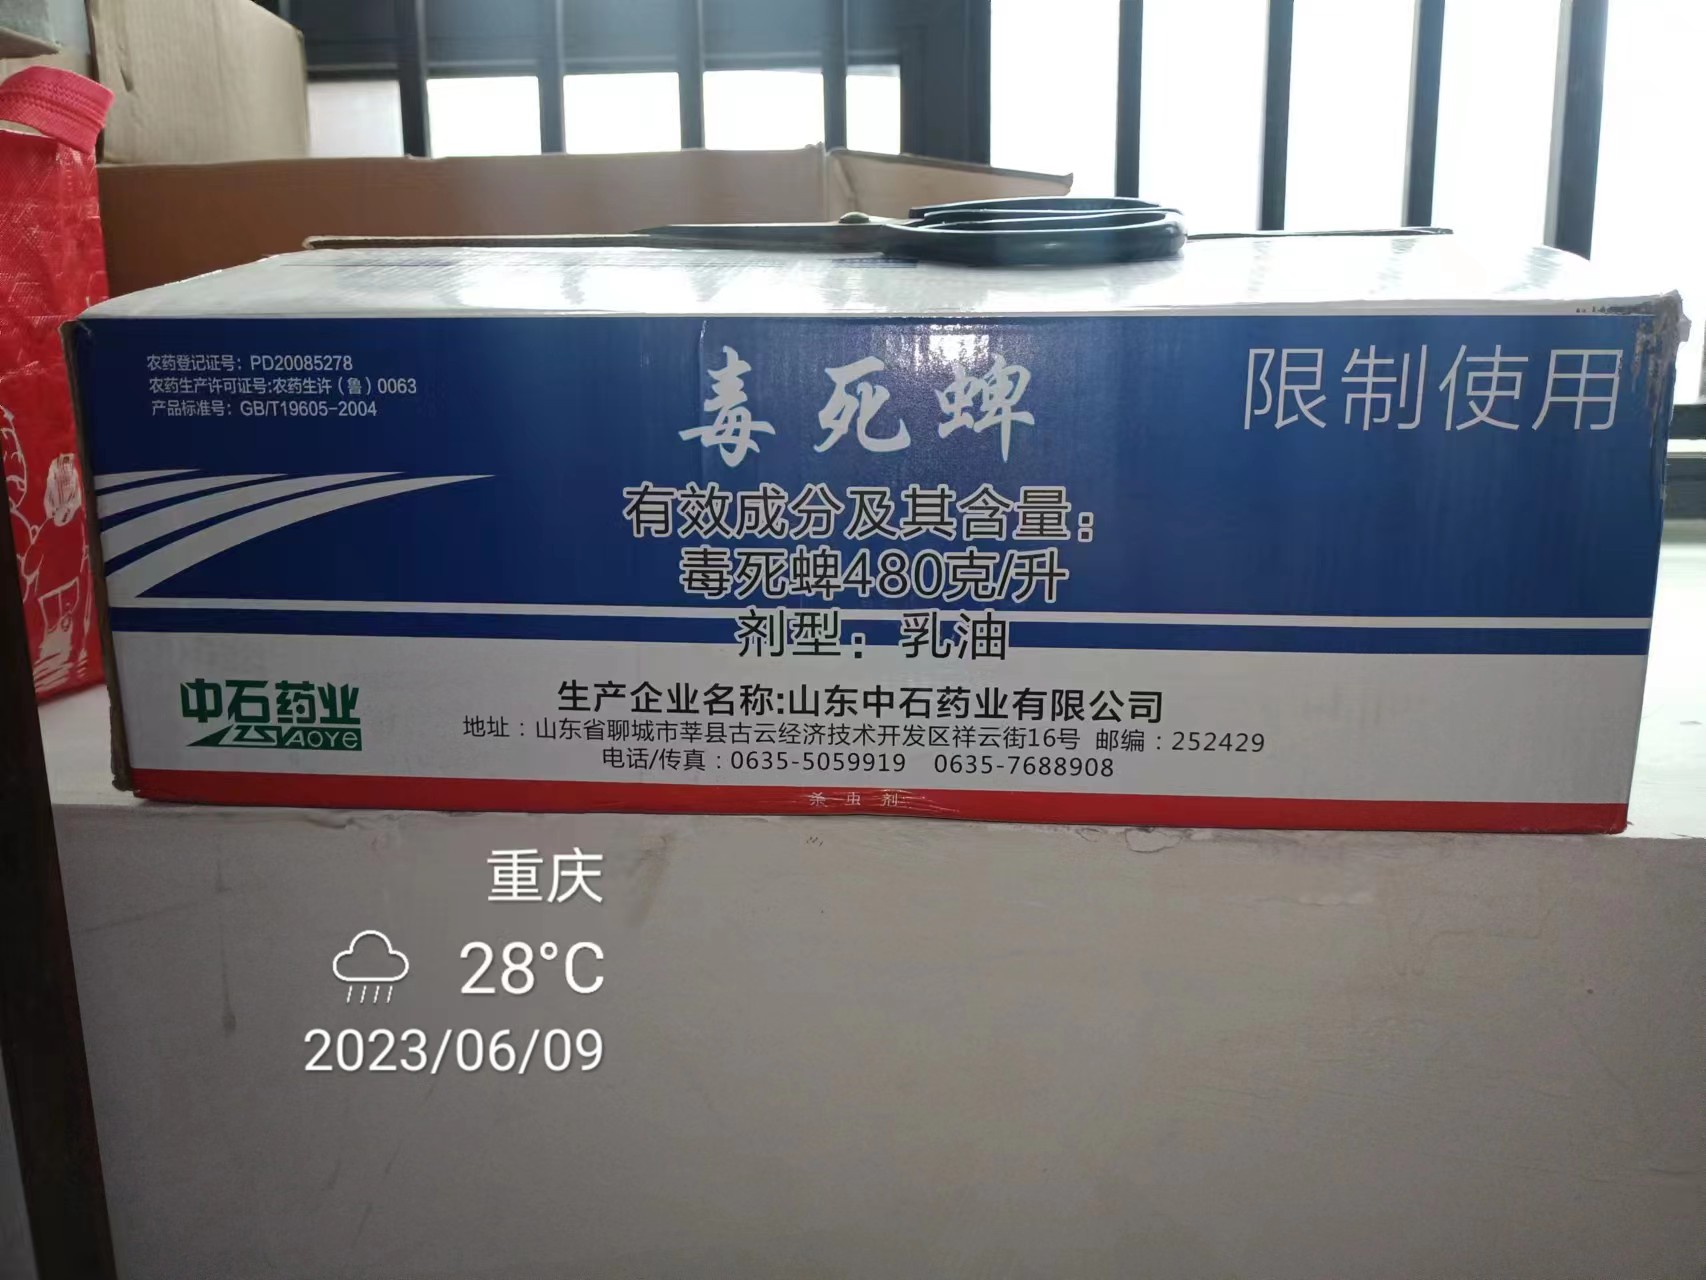 农药登记证号：PD20085278
农药生产许可证号:农药生许（鲁）0063
产品标准号：GB/T19605-2004
毒死蜱
限制使用
有效成分及其含量：
毒死蜱480克/升
剂型：乳油
中石药业
YAOYE
生产企业名称:山东中石药业有限公司
地址：山东省聊城市莘县古云经济技术开发区祥云街16号 邮编：252429
电话/传真：0635-5059919 0635-7688908
杀虫剂
重庆
28°C
2023/06/09